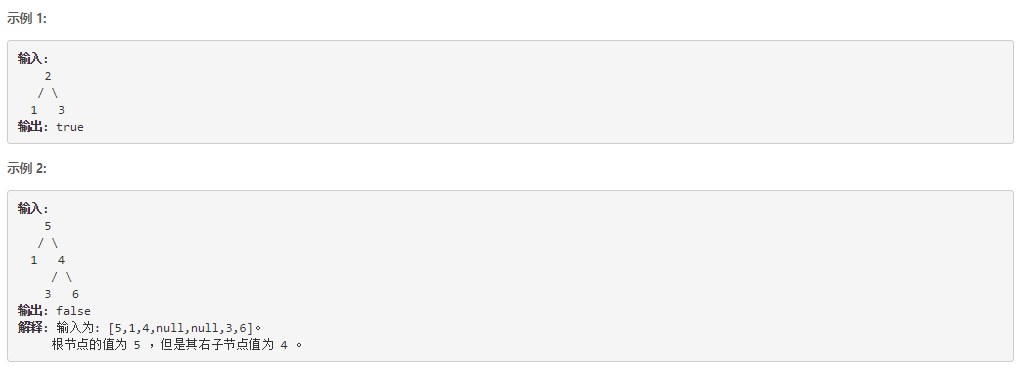 示例 1:
输入:
    2
   / \
  1   3
输出: true
示例 2:
输入:
    5
   / \
  1   4
     / \
    3   6
输出: false
解释: 输入为: [5,1,4,null,null,3,6]。
     根节点的值为 5 ，但是其右子节点值为 4 。